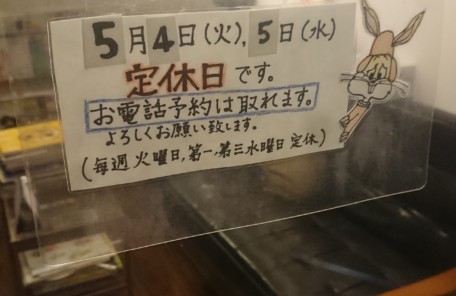 5月4日(火),5日(水)
定休日です。
お電話予約は取れます。
よろしくお願い致します。
(毎週火曜日,第一,第三水曜日 定休)